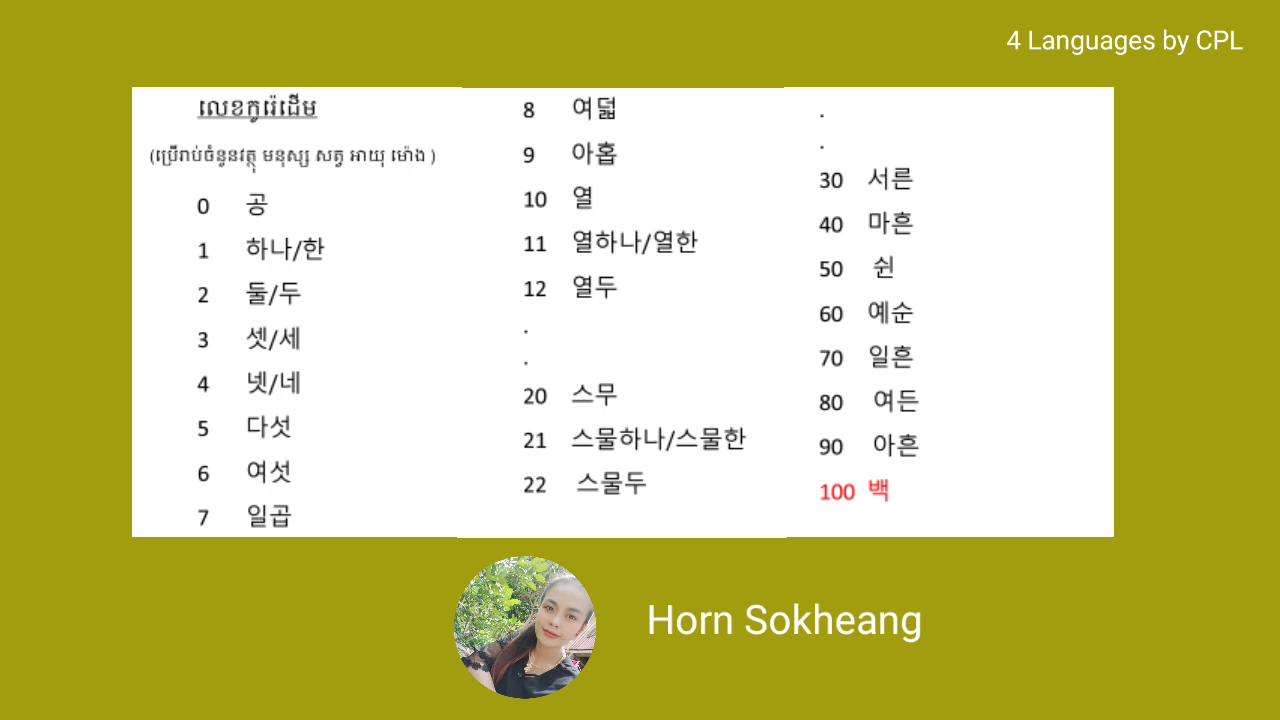 4 Languages by CPL
លេខកូរ៉េដើម
(ប្រើរាប់ចំនួនវត្ថុ មនុស្ស សត្វ អាយុ ម៉ោង )
0 공
1 하나/한
2 둘/두
3 셋/세
4 넷/네
5 다섯
6 여섯
7 일곱
8 여덟
9 아홉
10 열
11 열하나/열한
12 열두
.
.
20 스무
21 스물하나/스물한
22 스물두
.
.
30 서른
40 마흔
50 쉰
60 예순
70 일흔
80 여든
90 아흔
100 백
Horn Sokheang